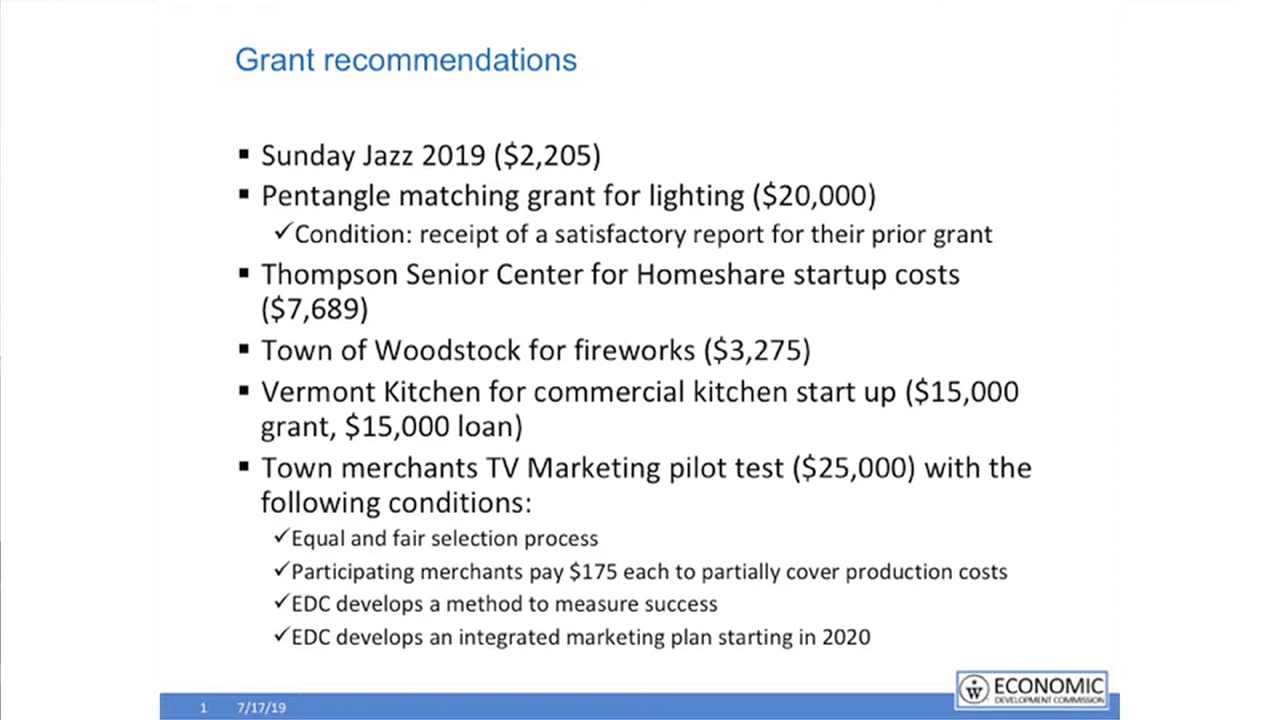 Grant recommendations
▪ Sunday Jazz 2019 ($2,205)
▪ Pentangle matching grant for lighting ($20,000)
✓Condition: receipt of a satisfactory report for their prior grant
▪ Thompson Senior Center for Homeshare startup costs
($7,689)
▪ Town of Woodstock for fireworks ($3,275)
▪ Vermont Kitchen for commercial kitchen start up ($15,000
grant, $15,000 loan)
▪ Town merchants TV Marketing pilot test ($25,000) with the
following conditions:
✓Equal and fair selection process
✓Participating merchants pay $175 each to partially cover production costs
✓EDC develops a method to measure success
✓EDC develops an integrated marketing plan starting in 2020
1 7/17/19
W ECONOMIC
DEVELOPMENT COMMISSION